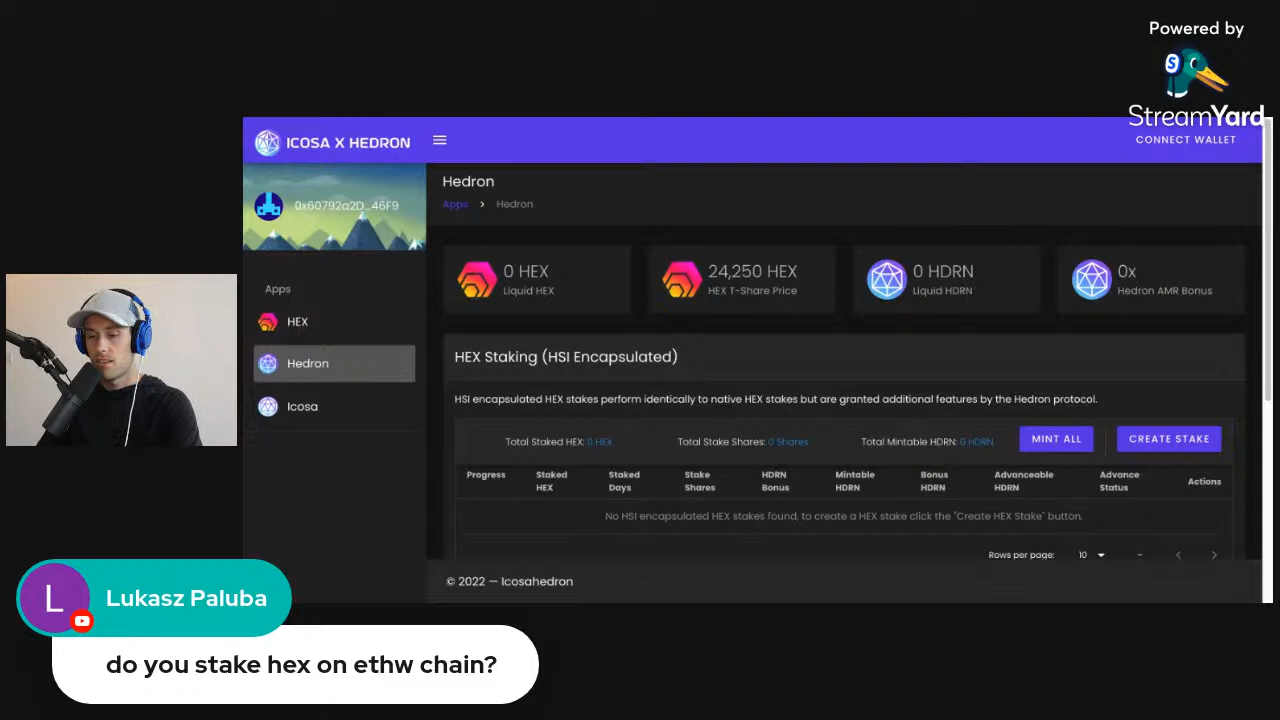 Powered by
S
StreamYard
CONNECT WALLET
ICOSA X HEDRON
0x60792a2D...46F9
Apps
HEX
Hedron
Icosa
Hedron
Apps > Hedron
0 HEX
Liquid HEX
24,250 HEX
HEX T-Share Price
0 HDRN
Liquid HDRN
0x
Hedron AMR Bonus
HEX Staking (HSI Encapsulated)
HSI encapsulated HEX stakes perform identically to native HEX stakes but are granted additional features by the Hedron protocol.
Total Staked HEX: 0 HEX Total Stake Shares: 0 Shares Total Mintable HDRN: 0 HDRN MINT ALL CREATE STAKE
Progress Staked HEX Staked Days Stake Shares HDRN Bonus Mintable HDRN Bonus HDRN Advanceable HDRN Advance Status Actions
No HSI encapsulated HEX stakes found, to create a HEX stake click the "Create HEX Stake" button.
Rows per page: 10 –
© 2022 — Icosahedron
L
Lukasz Paluba
do you stake hex on ethw chain?